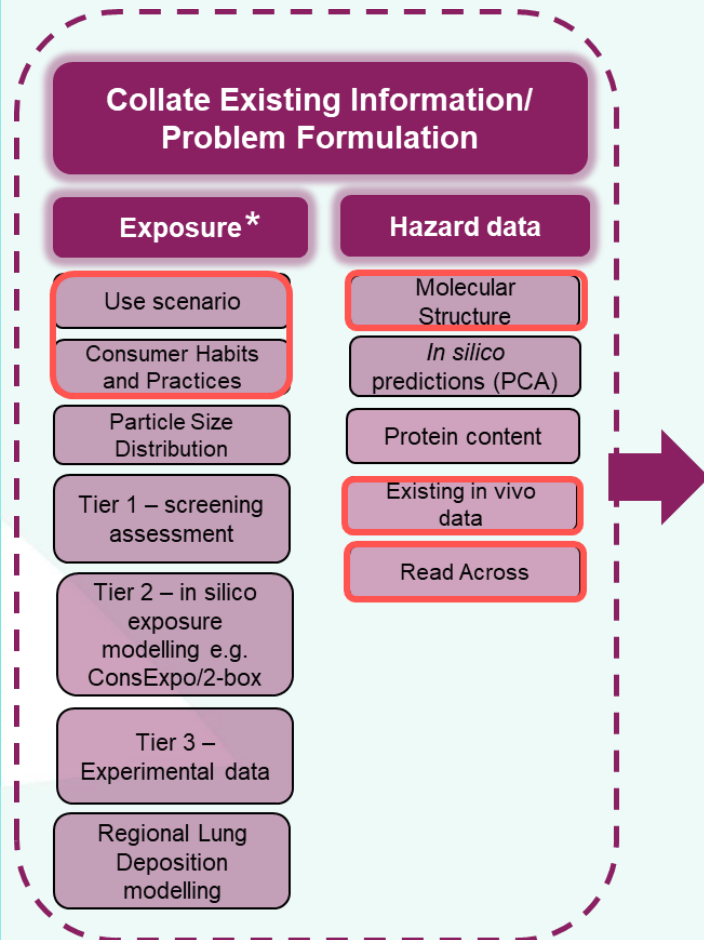 Collate Existing Information/
Problem Formulation
Exposure*
Use scenario
Consumer Habits
and Practices
Particle Size
Distribution
Tier 1 – screening
assessment
Tier 2 – in silico
exposure
modelling e.g.
ConsExpo/2-box
Tier 3 –
Experimental data
Regional Lung
Deposition
modelling
Hazard data
Molecular
Structure
In silico
predictions (PCA)
Protein content
Existing in vivo
data
Read Across